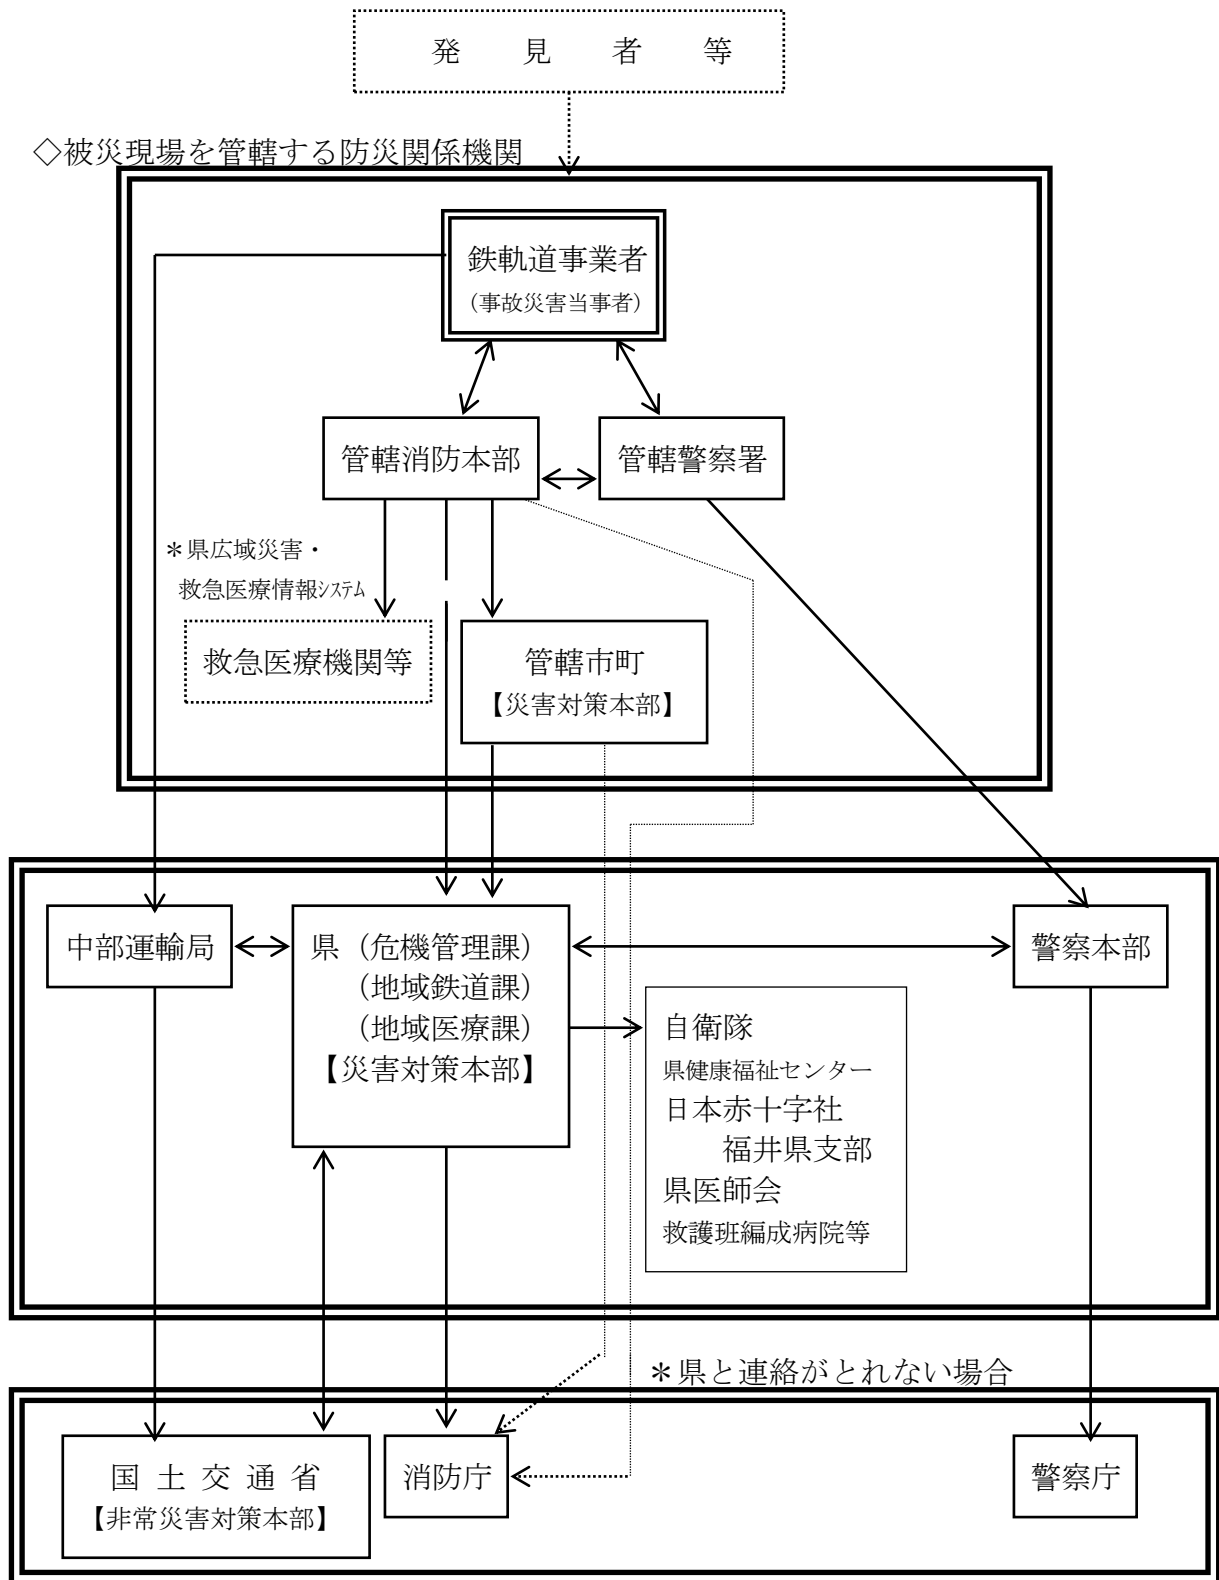 発見者等
◇被災現場を管轄する防災関係機関
鉄軌道事業者
（事故災害当事者）
管轄消防本部
管轄警察署
＊県広域災害・
救急医療情報ｼｽﾃﾑ
救急医療機関等
管轄市町
【災害対策本部】
中部運輸局
県（危機管理課）
（地域鉄道課）
（地域医療課）
【災害対策本部】
警察本部
自衛隊
県健康福祉センター
日本赤十字社
福井県支部
県医師会
救護班編成病院等
＊県と連絡がとれない場合
国土交通省
【非常災害対策本部】
消防庁
警察庁